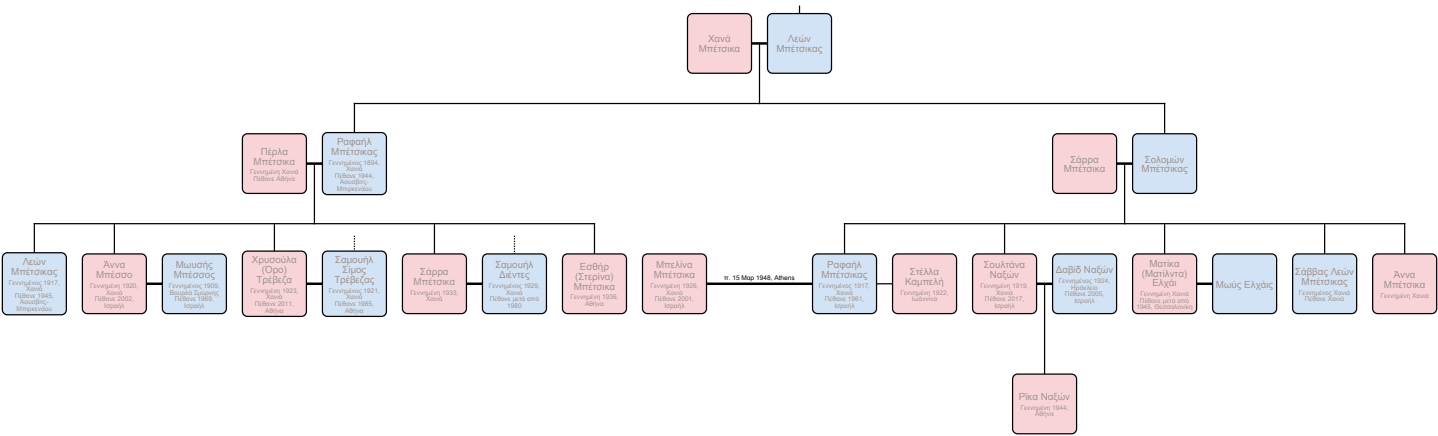 Χανά
Μπέτσικα
Λεών
Μπέτσικας
Πέρλα
Μπέτσικα
Γεννημένη Χανιά
Πέθανε Αθήνα
Ραφαήλ
Μπέτσικας
Γεννημένος 1894,
Χανιά
Πέθανε 1944,
Άουσβιτς-
Μπιρκενάου
Σάρρα
Μπέτσικα
Σολομών
Μπέτσικας
Λεών
Μπέτσικας
Γεννημένος 1917,
Χανιά
Πέθανε 1945,
Άουσβιτς-
Μπιρκενάου
Άννα
Μπέσσο
Γεννημένη 1920,
Χανιά
Πέθανε 2002,
Ισραήλ
Μωυσής
Μπέσσος
Γεννημένος 1909,
Βουρλά Σμύρνης
Πέθανε 1969,
Ισραήλ
Χρυσούλα
(Όρο)
Τρέβεζα
Γεννημένη 1923,
Χανιά
Πέθανε 2011,
Αθήνα
Σαμουήλ
Σίμος
Τρέβεζας
Γεννημένος 1921,
Χανιά
Πέθανε 1985,
Αθήνα
Σάρρα
Μπέτσικα
Γεννημένη 1933,
Χανιά
Σαμουήλ
Διέντες
Γεννημένος 1929,
Χανιά
Πέθανε μετά από
1980
Εσθήρ
(Στερίνα)
Μπέτσικα
Γεννημένη 1936,
Αθήνα
Μπελίνα
Μπέτσικα
Γεννημένη 1926,
Χανιά
Πέθανε 2001,
Ισραήλ
π. 15 Μαρ 1948, Athens
Ραφαήλ
Μπέτσικας
Γεννημένος 1917,
Χανιά
Πέθανε 1961,
Ισραήλ
Στέλλα
Καμπελή
Γεννημένη 1922,
Ιωάννινα
Σουλτάνα
Ναξών
Γεννημένη 1919,
Χανιά
Πέθανε 2017,
Ισραήλ
Δαβίδ Ναξών
Γεννημένος 1924,
Ηράκλειο
Πέθανε 2005,
Ισραήλ
Ματίκα
(Ματίλντα)
Ελχάι
Γεννημένη Χανιά
Πέθανε μετά από
1945, Θεσσαλονίκη
Μωύς Ελχάις
Σάββας Λεών
Μπέτσικας
Γεννημένος Χανιά
Πέθανε Χανιά
Άννα
Μπέτσικα
Γεννημένη Χανιά
Ρίκα Ναξών
Γεννημένη 1944,
Αθήνα